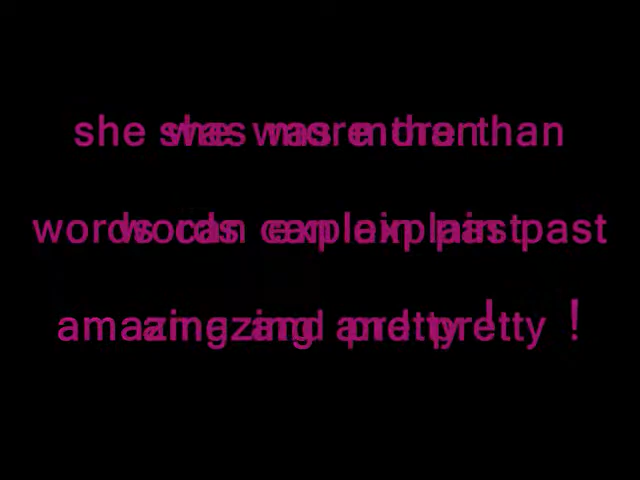 she was more than
words can explain past
amazing and pretty !